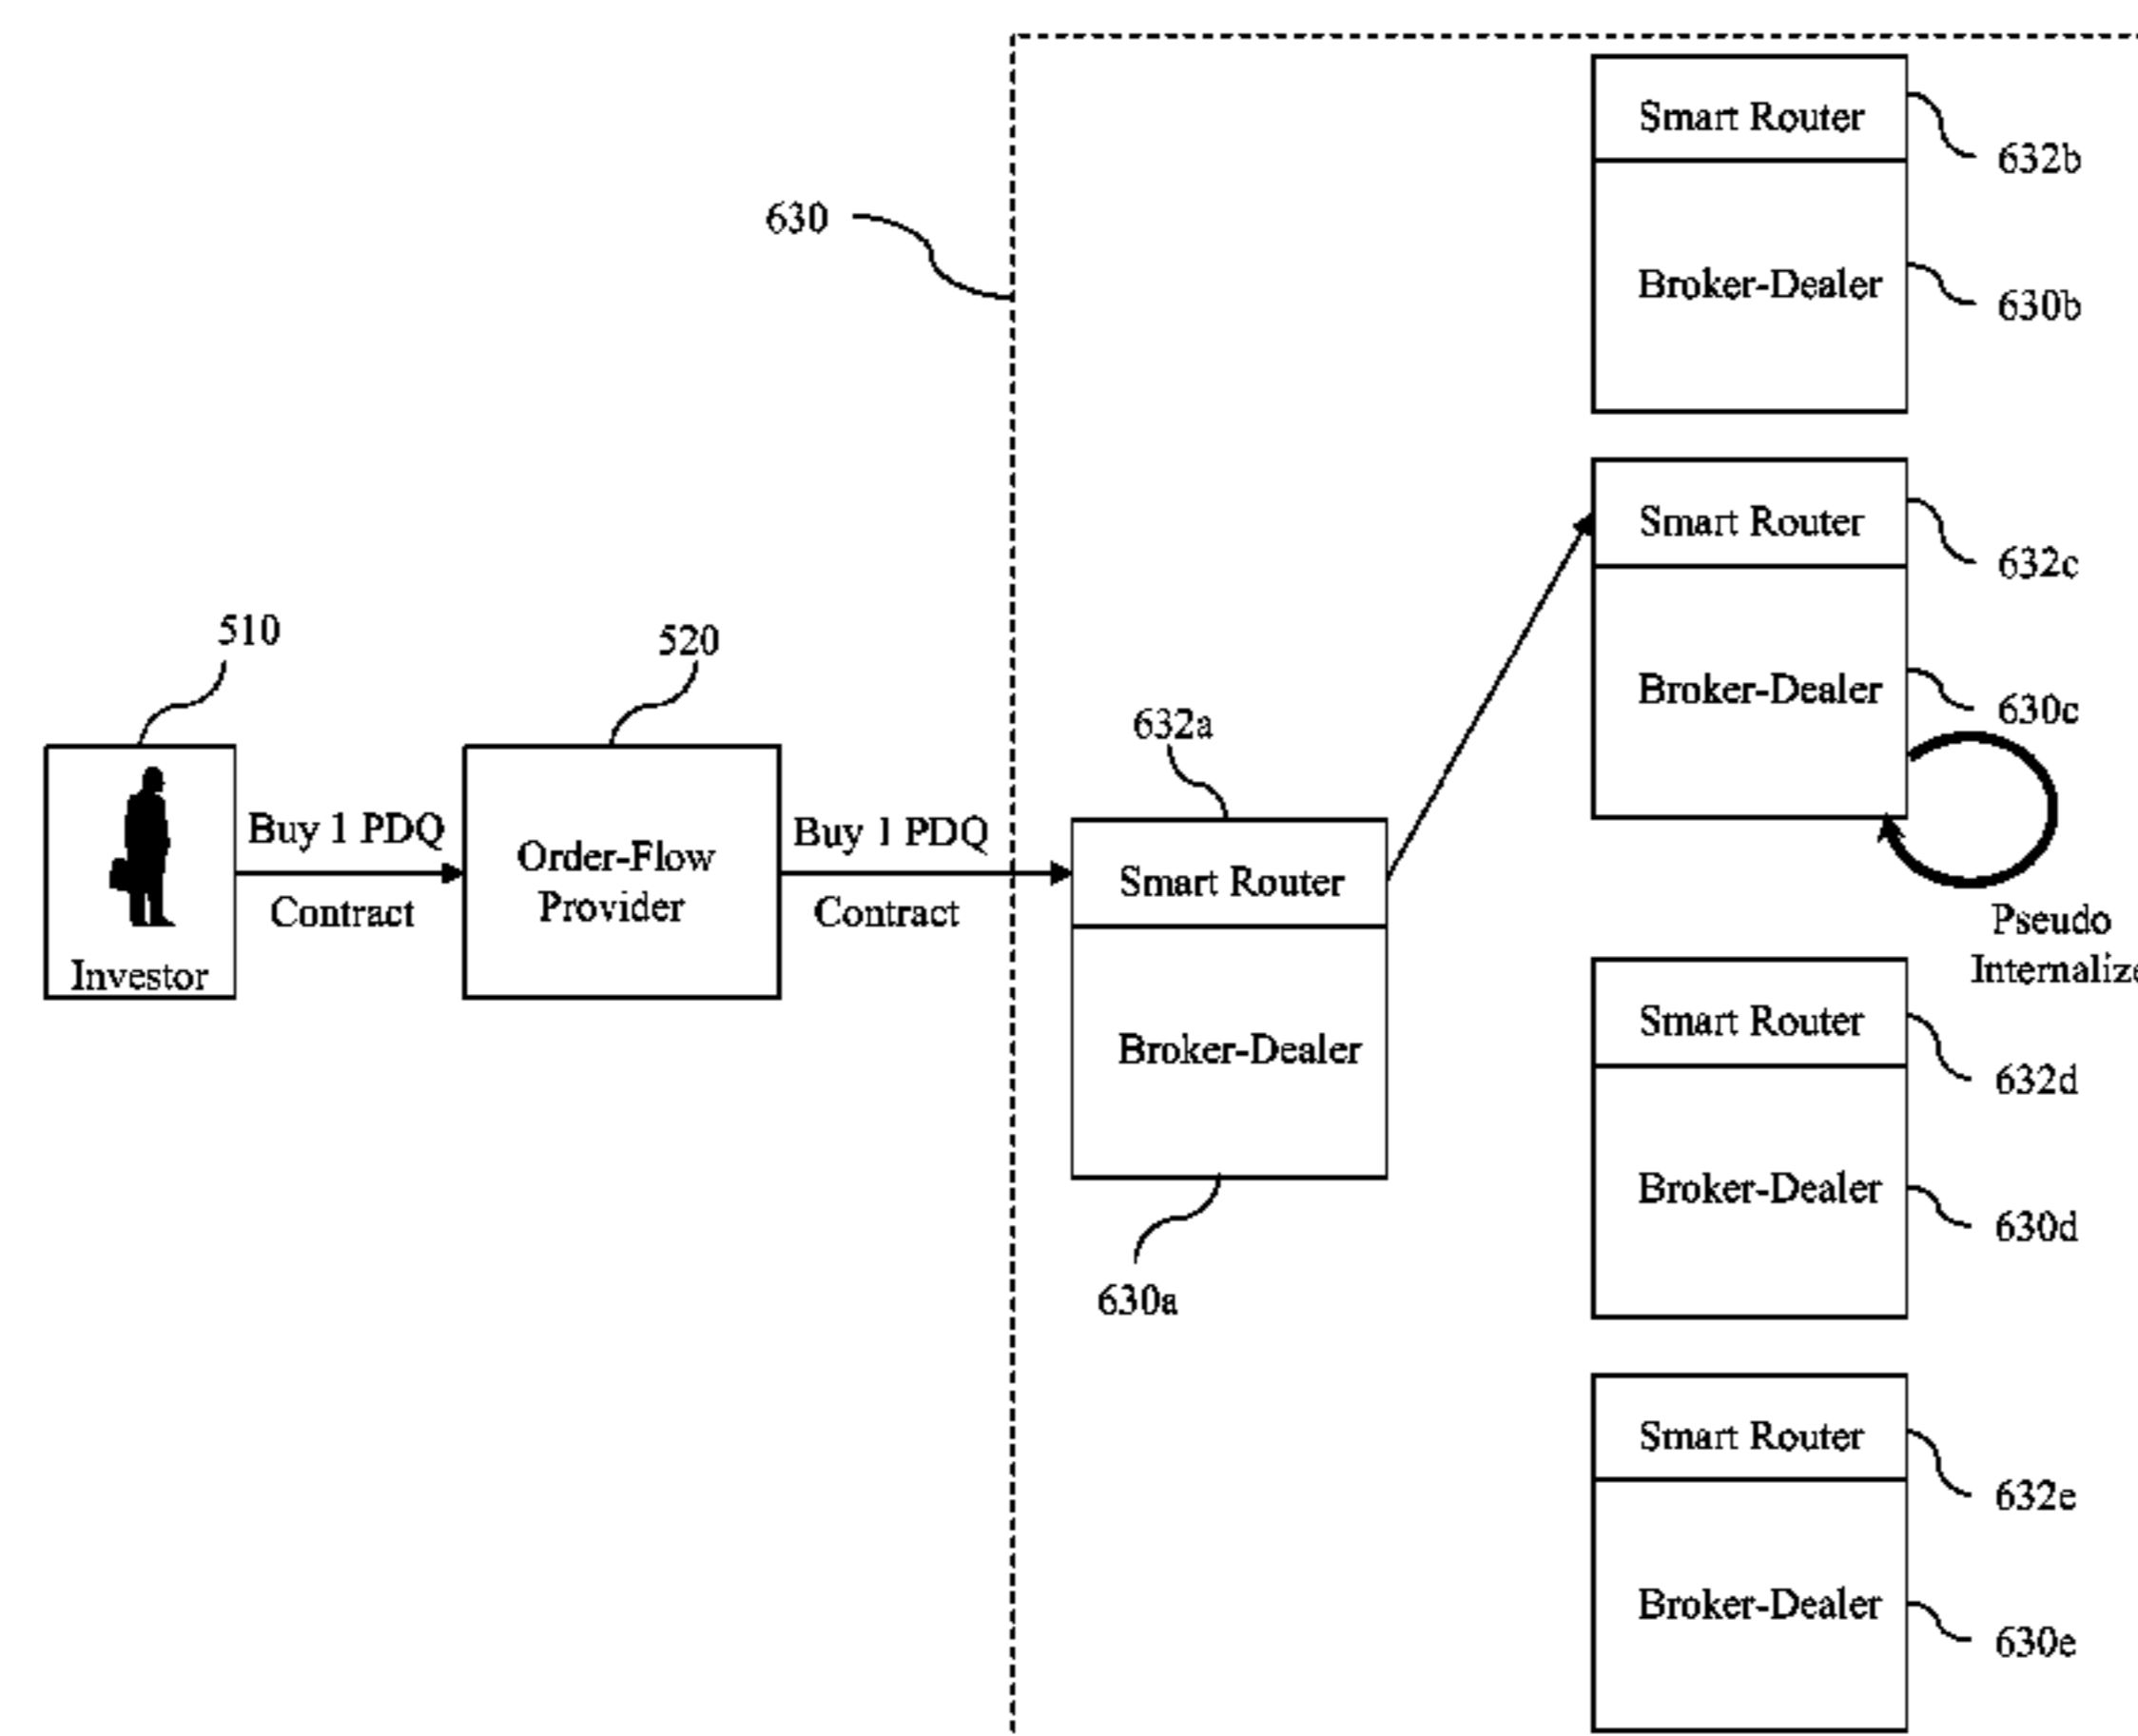 Smart Router
632b
630
Broker-Dealer
630b
Smart Router
632c
510
520
Broker-Dealer
630c
632a
Buy 1 PDQ
Contract
Order-Flow
Provider
Buy 1 PDQ
Contract
Smart Router
Investor
Pseudo
Internalize
Broker-Dealer
630a
Smart Router
632d
Broker-Dealer
630d
Smart Router
632e
Broker-Dealer
630e